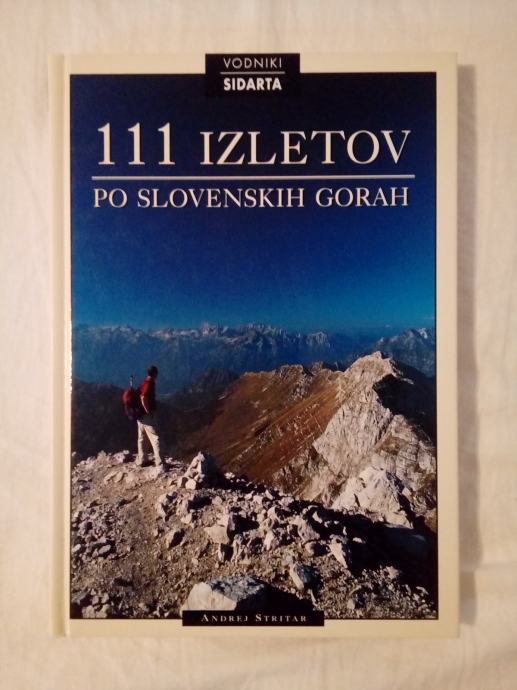 VODNIKI
SIDARTA
111 IZLETOV
PO SLOVENSKIH GORAH
ANDREJ STRITAR